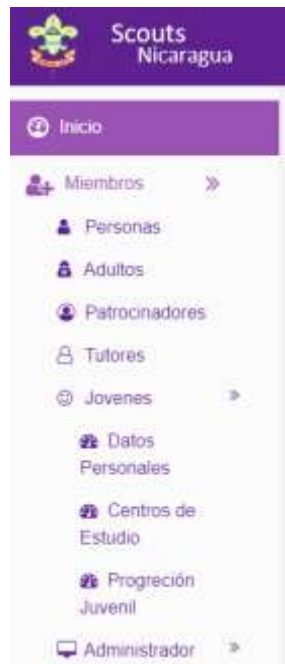 Scouts
Nicaragua
Inicio
Miembros
Personas
Adultos
Patrocinadores
Tutores
Jovenes
Datos
Personales
Centros de
Estudio
Progreción
Juvenil
Administrador